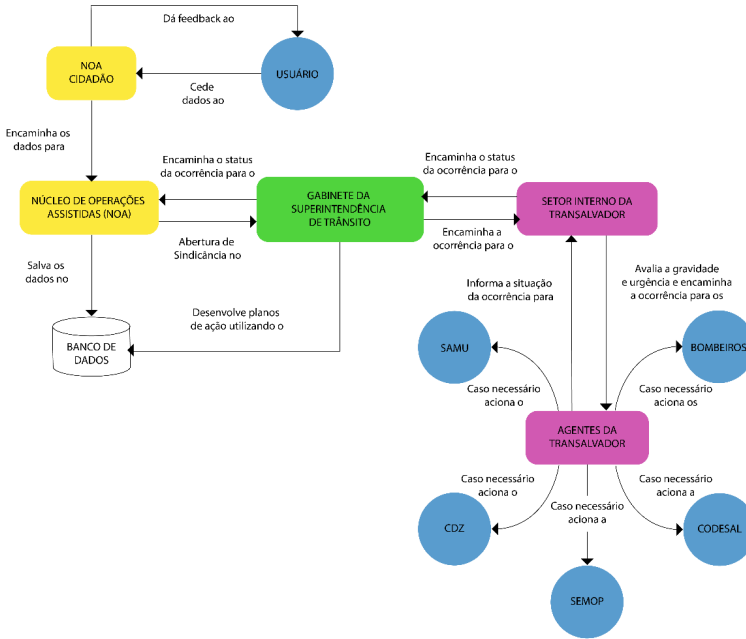 Dá feedback ao
NOA
CIDADÃO
USUÁRIO
Cede
dados ao
Encaminha os
dados para
Encaminha o status
da ocorrência para o
Encaminha o status
da ocorrência para o
NÚCLEO DE OPERAÇÕES
ASSISTIDAS (NOA)
GABINETE DA
SUPERINTENDÊNCIA
DE TRÂNSITO
SETOR INTERNO DA
TRANSALVADOR
Abertura de
Sindicância no
Encaminha a
ocorrência para o
Salva os
dados no
Informa a situação
da ocorrência para
Avalia a gravidade
e urgência e encaminha
a ocorrência para os
Desenvolve planos
de ação utilizando o
BANCO DE
DADOS
SAMU
BOMBEIROS
Caso necessário
aciona o
Caso necessário
aciona os
AGENTES DA
TRANSALVADOR
Caso necessário
aciona o
Caso necessário
aciona a
Caso necessário
aciona a
CDZ
CODESAL
SEMOP